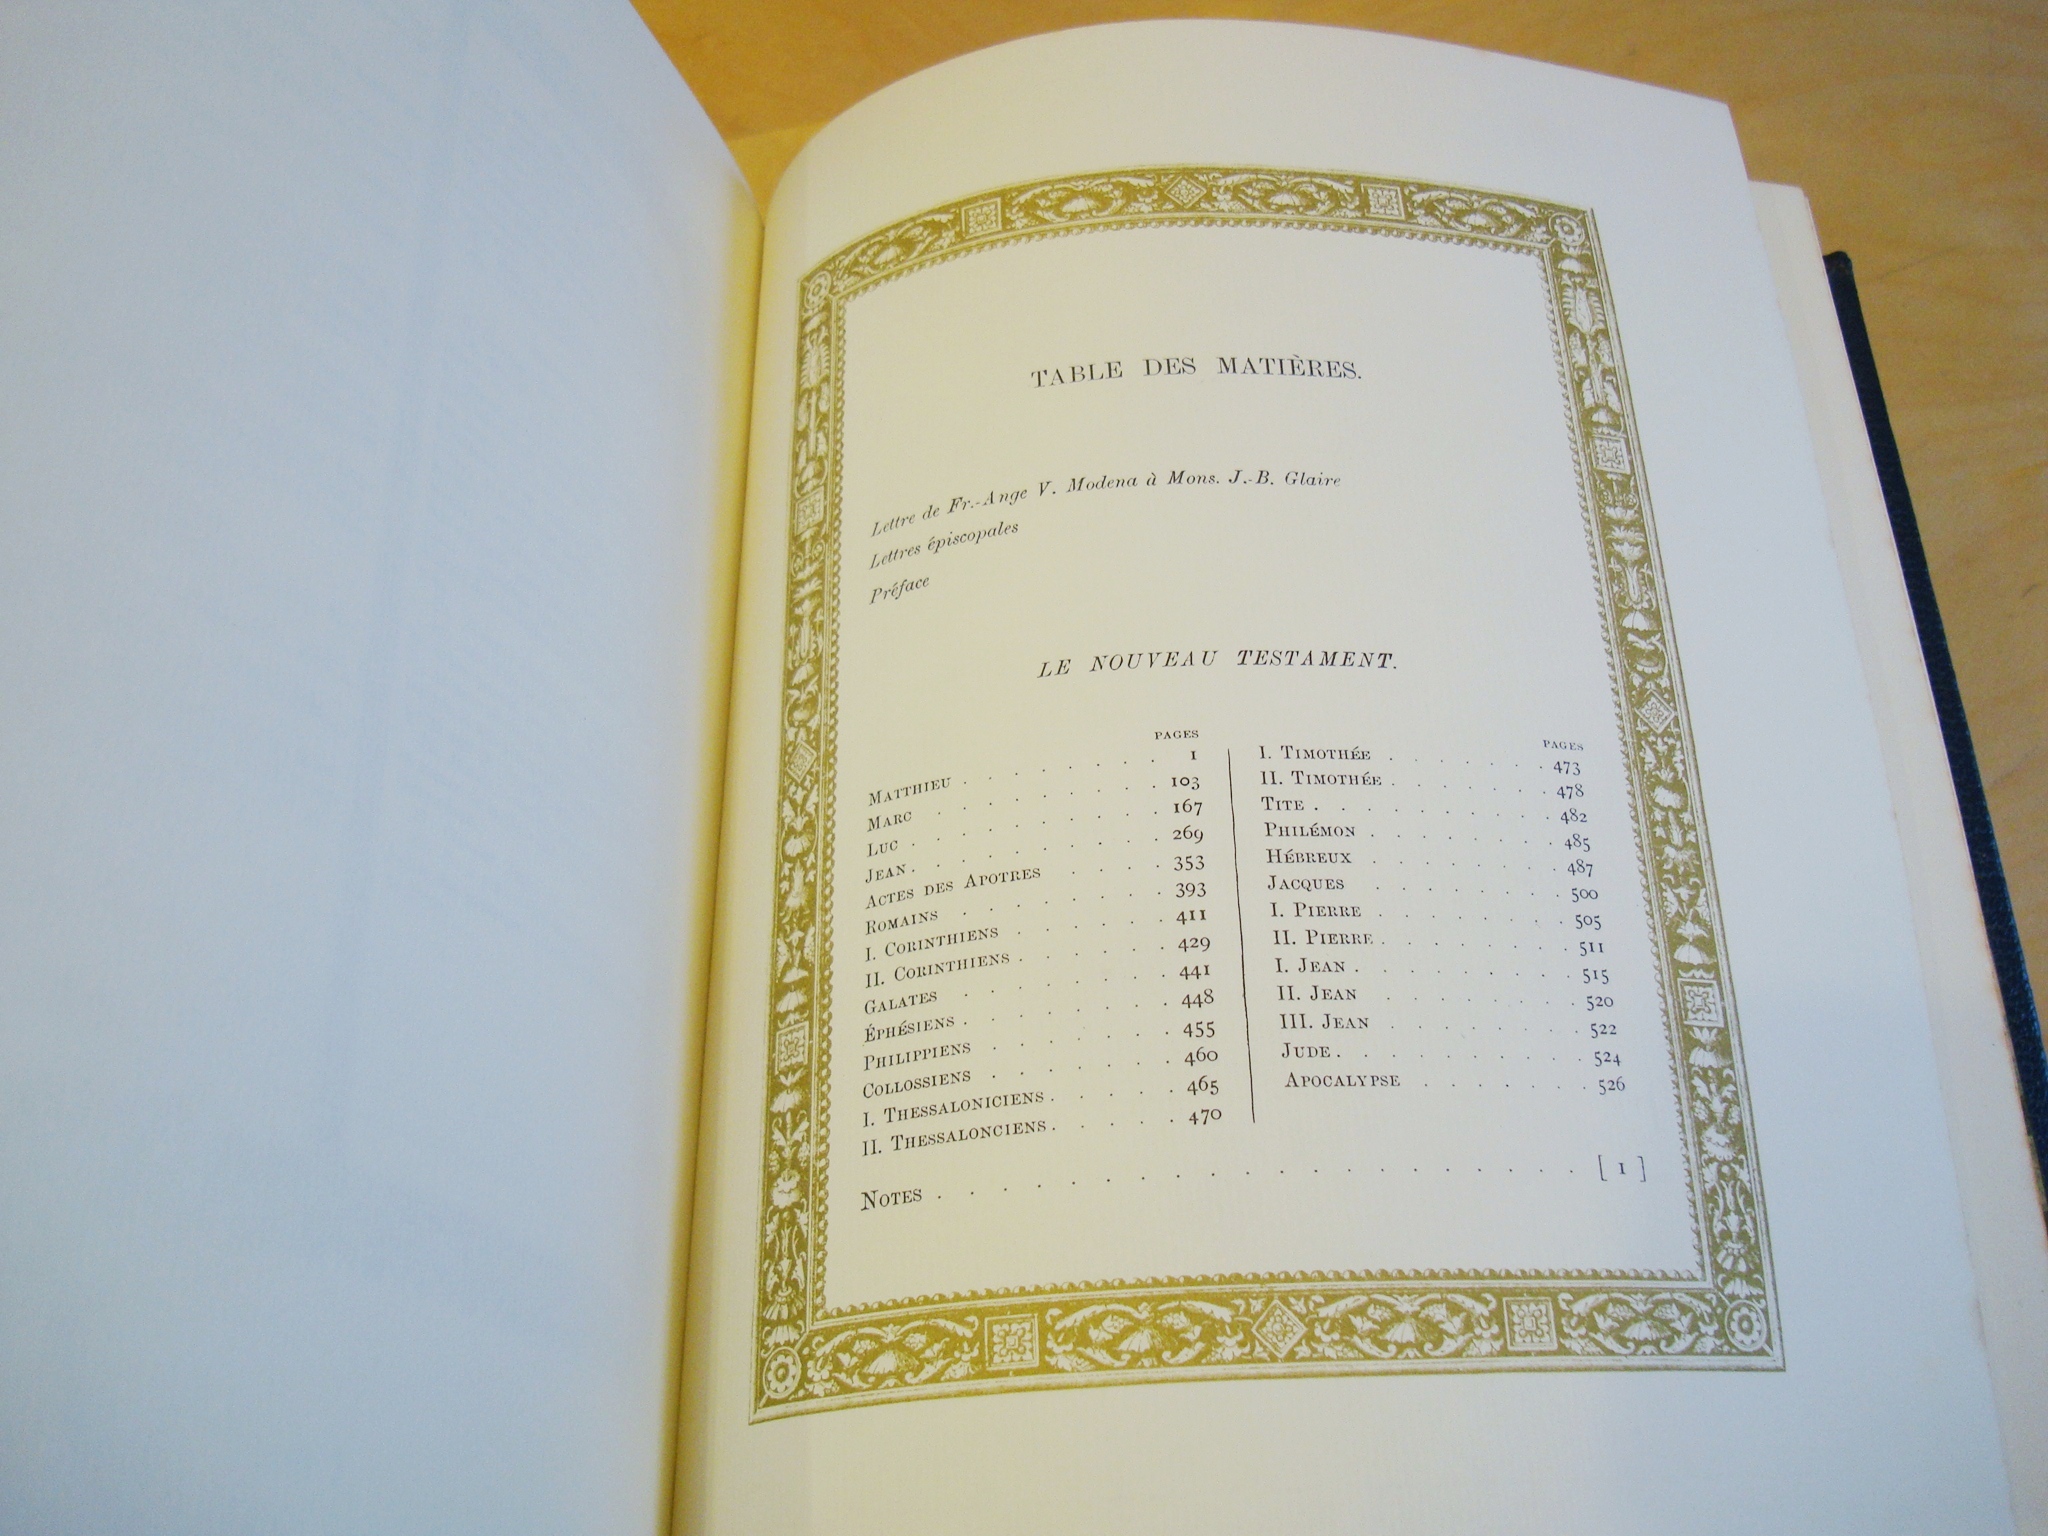 TABLE DES MATIÈRES.
Lettre de Fr.-Ange V. Modena à Mons. J.-B. Glaire
Lettres épiscopales
Préface
LE NOUVEAU TESTAMENT.
PAGES
MATTHIEU . . . . . . . . 1
MARC . . . . . . . . 103
LUC . . . . . . . . . 167
JEAN . . . . . . . . . 269
ACTES DES APOTRES . . . . 353
ROMAINS . . . . . . . 393
I. CORINTHIENS . . . . . 411
II. CORINTHIENS . . . . . 429
GALATES . . . . . . . 441
ÉPHÉSIENS . . . . . . . 448
PHILIPPIENS . . . . . . 455
COLLOSSIENS . . . . . . 460
I. THESSALONICIENS . . . . . 465
II. THESSALONCIENS . . . . . 470
PAGES
I. TIMOTHÉE . . . . . . . 473
II. TIMOTHÉE . . . . . . . 478
TITE . . . . . . . . . 482
PHILÉMON . . . . . . . 485
HÉBREUX . . . . . . . 487
JACQUES . . . . . . . 500
I. PIERRE . . . . . . . 505
II. PIERRE . . . . . . . 511
I. JEAN . . . . . . . . 515
II. JEAN . . . . . . . 520
III. JEAN . . . . . . . 522
JUDE . . . . . . . . . 524
APOCALYPSE . . . . . . 526
NOTES . . . . . . . . . . . . . . [ 1 ]